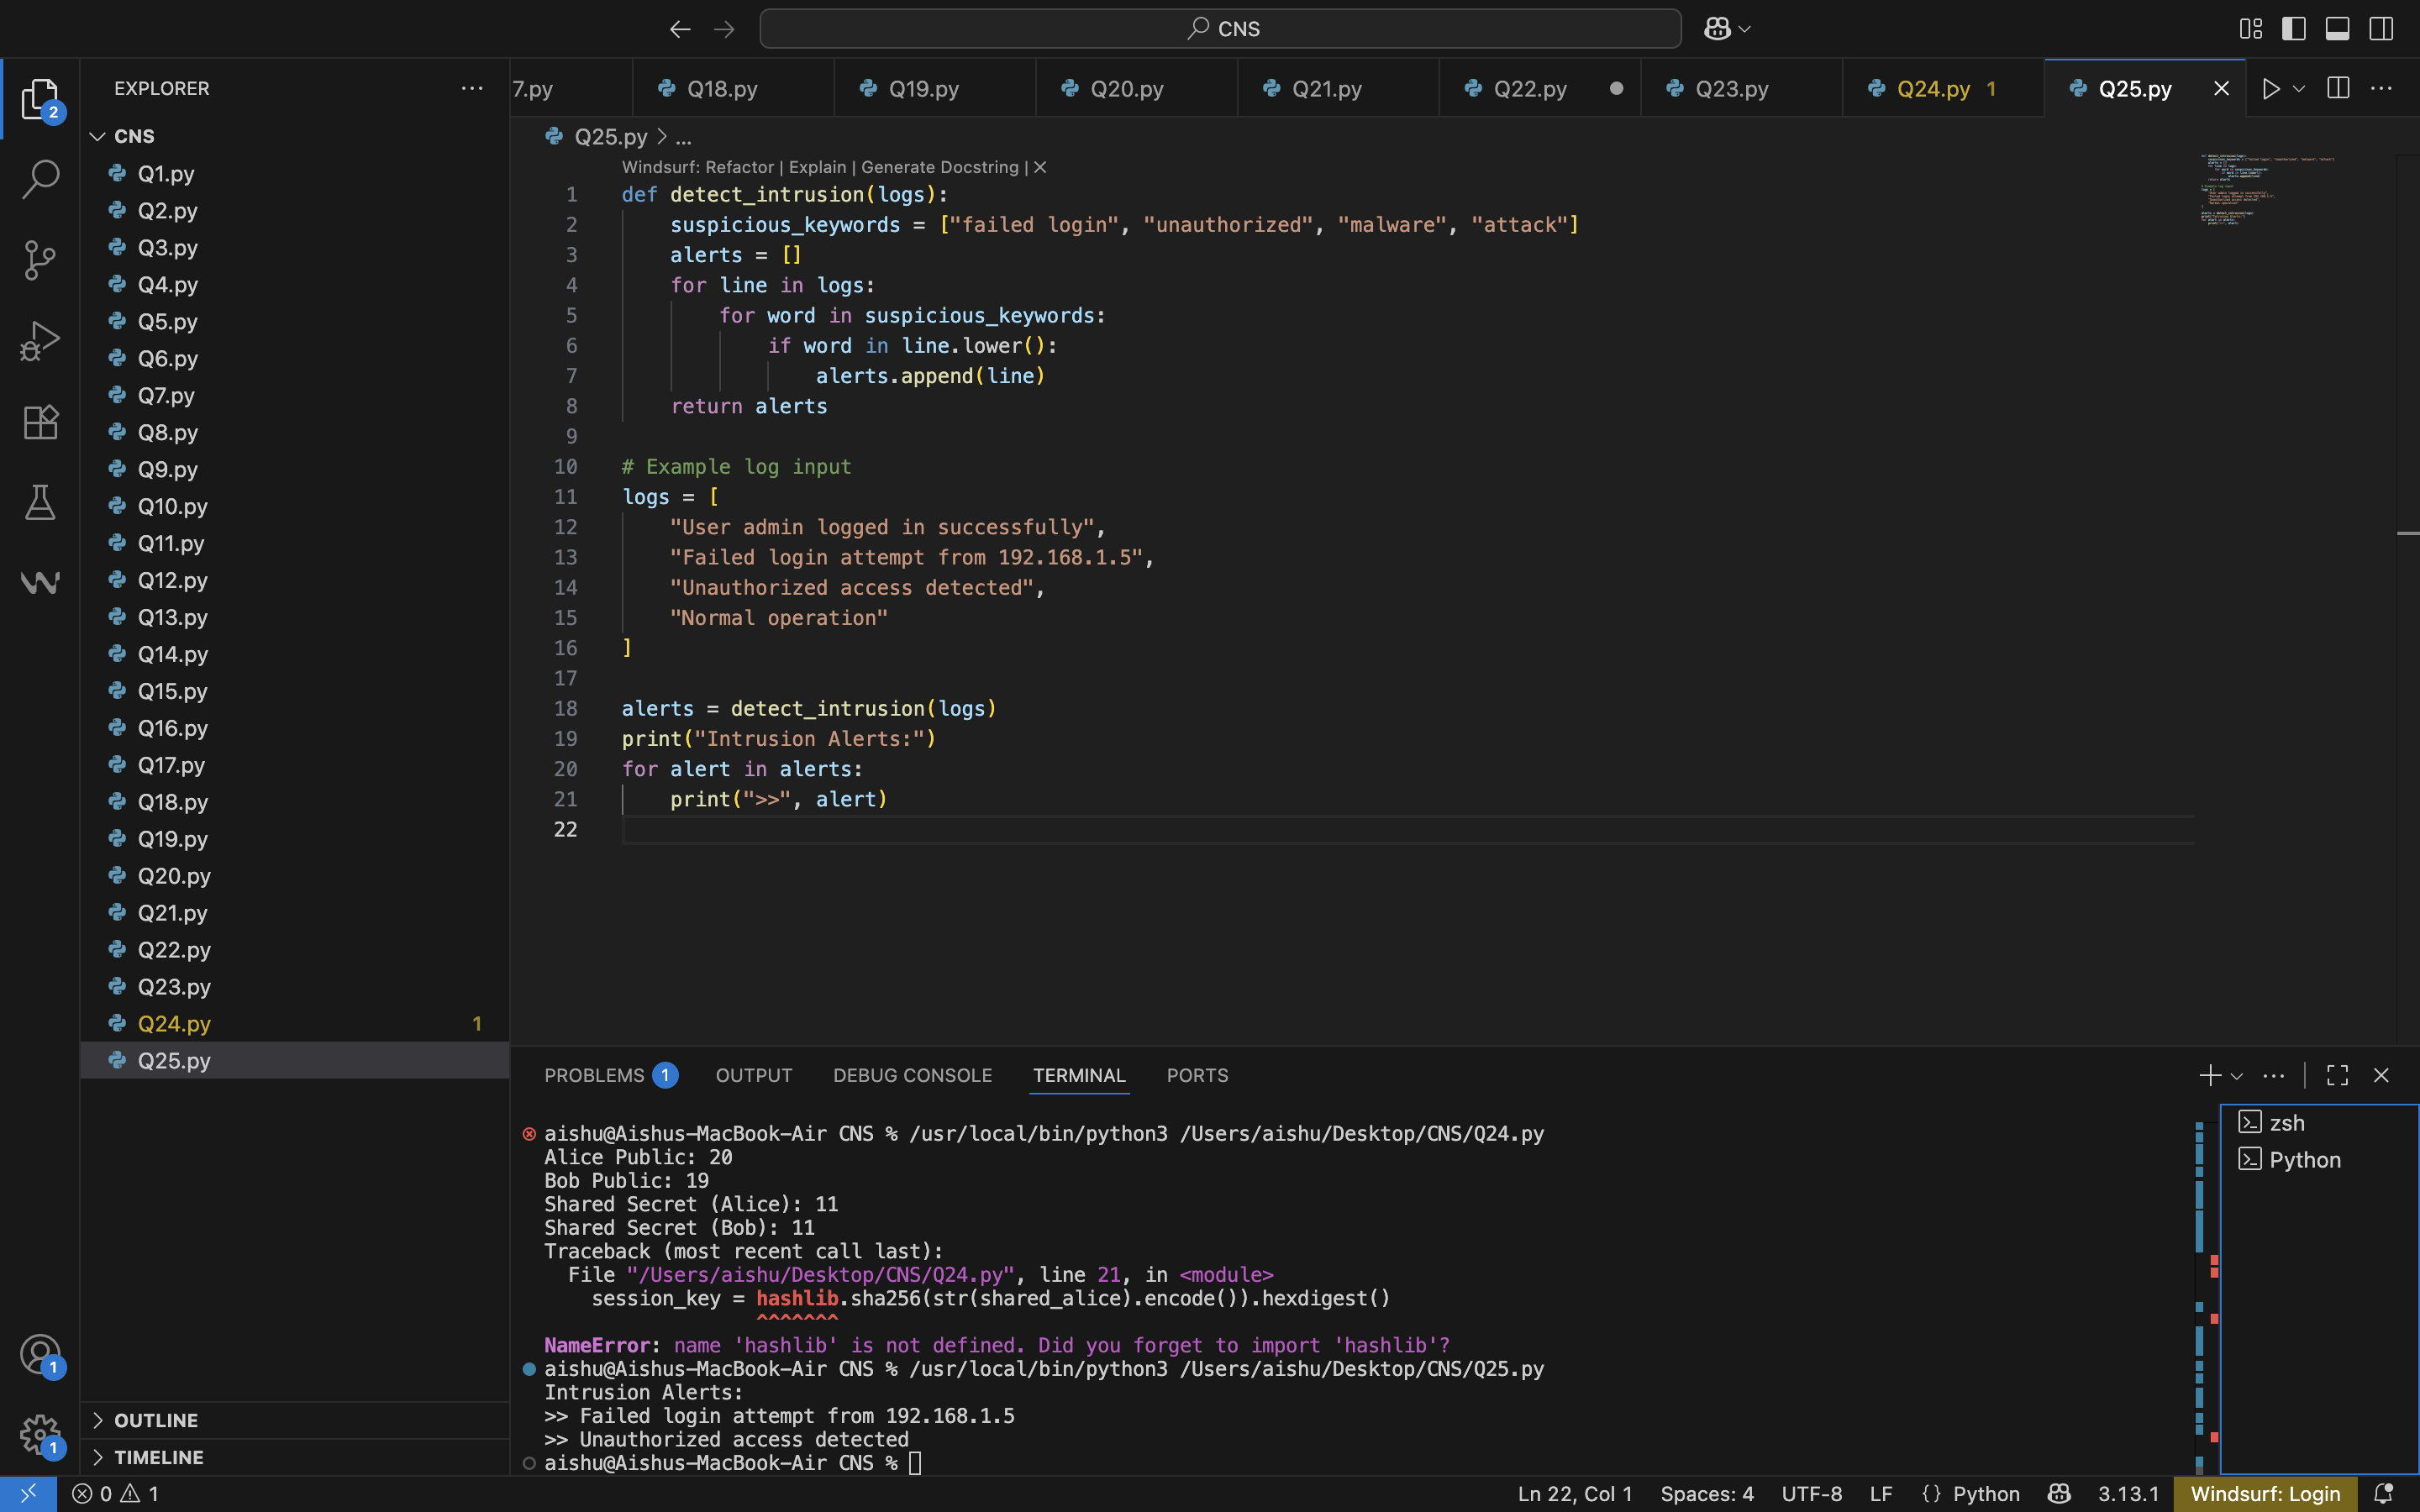 CNS
EXPLORER
2
CNS
Q1.py
Q2.py
Q3.py
Q4.py
Q5.py
Q6.py
Q7.py
Q8.py
Q9.py
Q10.py
Q11.py
Q12.py
Q13.py
Q14.py
Q15.py
Q16.py
Q17.py
Q18.py
Q19.py
Q20.py
Q21.py
Q22.py
Q23.py
Q24.py 1
Q25.py
OUTLINE
TIMELINE
1
1
7.py Q18.py Q19.py Q20.py Q21.py Q22.py Q23.py Q24.py 1 Q25.py
Q25.py > ...
Windsurf: Refactor | Explain | Generate Docstring | ×
1 def detect_intrusion(logs):
2     suspicious_keywords = ["failed login", "unauthorized", "malware", "attack"]
3     alerts = []
4     for line in logs:
5         for word in suspicious_keywords:
6             if word in line.lower():
7                 alerts.append(line)
8     return alerts
9
10 # Example log input
11 logs = [
12     "User admin logged in successfully",
13     "Failed login attempt from 192.168.1.5",
14     "Unauthorized access detected",
15     "Normal operation"
16 ]
17
18 alerts = detect_intrusion(logs)
19 print("Intrusion Alerts:")
20 for alert in alerts:
21     print(">>", alert)
22
PROBLEMS 1 OUTPUT DEBUG CONSOLE TERMINAL PORTS
aishu@Aishus-MacBook-Air CNS % /usr/local/bin/python3 /Users/aishu/Desktop/CNS/Q24.py
Alice Public: 20
Bob Public: 19
Shared Secret (Alice): 11
Shared Secret (Bob): 11
Traceback (most recent call last):
  File "/Users/aishu/Desktop/CNS/Q24.py", line 21, in <module>
    session_key = hashlib.sha256(str(shared_alice).encode()).hexdigest()
                  ^^^^^^^
NameError: name 'hashlib' is not defined. Did you forget to import 'hashlib'?
aishu@Aishus-MacBook-Air CNS % /usr/local/bin/python3 /Users/aishu/Desktop/CNS/Q25.py
Intrusion Alerts:
>> Failed login attempt from 192.168.1.5
>> Unauthorized access detected
aishu@Aishus-MacBook-Air CNS %
zsh
Python
0 1 Ln 22, Col 1 Spaces: 4 UTF-8 LF {} Python 3.13.1 Windsurf: Login